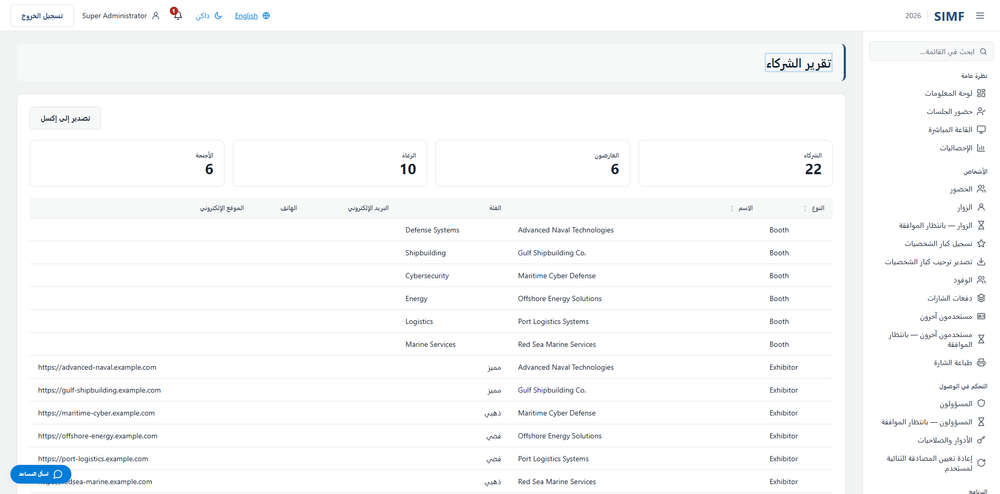 SIMF
2026
English
داكن
1
Super Administrator
تسجيل الخروج
ابحث في القائمة...
نظرة عامة
لوحة المعلومات
حضور الجلسات
القاعة المباشرة
الإحصائيات
الأشخاص
الحضور
الزوار
الزوار — بانتظار الموافقة
تسجيل كبار الشخصيات
تصدير ترحيب كبار الشخصيات
الوفود
دفعات الشارات
مستخدمون آخرون
مستخدمون آخرون — بانتظار
الموافقة
طباعة الشارة
التحكم في الوصول
المسؤولون
المسؤولون — بانتظار الموافقة
الأدوار والصلاحيات
إعادة تعيين المصادقة الثنائية
لمستخدم
البرنامج
تقرير الشركاء
تصدير إلى إكسل
الشركاء
22
العارضون
6
الرعاة
10
الأجنحة
6
النوع الاسم الفئة البريد الإلكتروني الهاتف الموقع الإلكتروني
Booth Advanced Naval Technologies Defense Systems
Booth Gulf Shipbuilding Co. Shipbuilding
Booth Maritime Cyber Defense Cybersecurity
Booth Offshore Energy Solutions Energy
Booth Port Logistics Systems Logistics
Booth Red Sea Marine Services Marine Services
Exhibitor Advanced Naval Technologies مميز https://advanced-naval.example.com
Exhibitor Gulf Shipbuilding Co. مميز https://gulf-shipbuilding.example.com
Exhibitor Maritime Cyber Defense ذهبي https://maritime-cyber.example.com
Exhibitor Offshore Energy Solutions فضي https://offshore-energy.example.com
Exhibitor Port Logistics Systems فضي https://port-logistics.example.com
Exhibitor Red Sea Marine Services ذهبي
اسأل المساعد